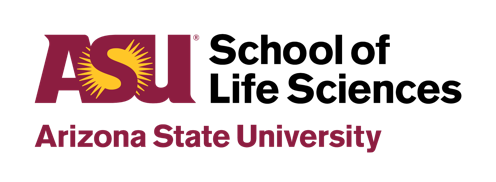 ASU® School of
Life Sciences
Arizona State University